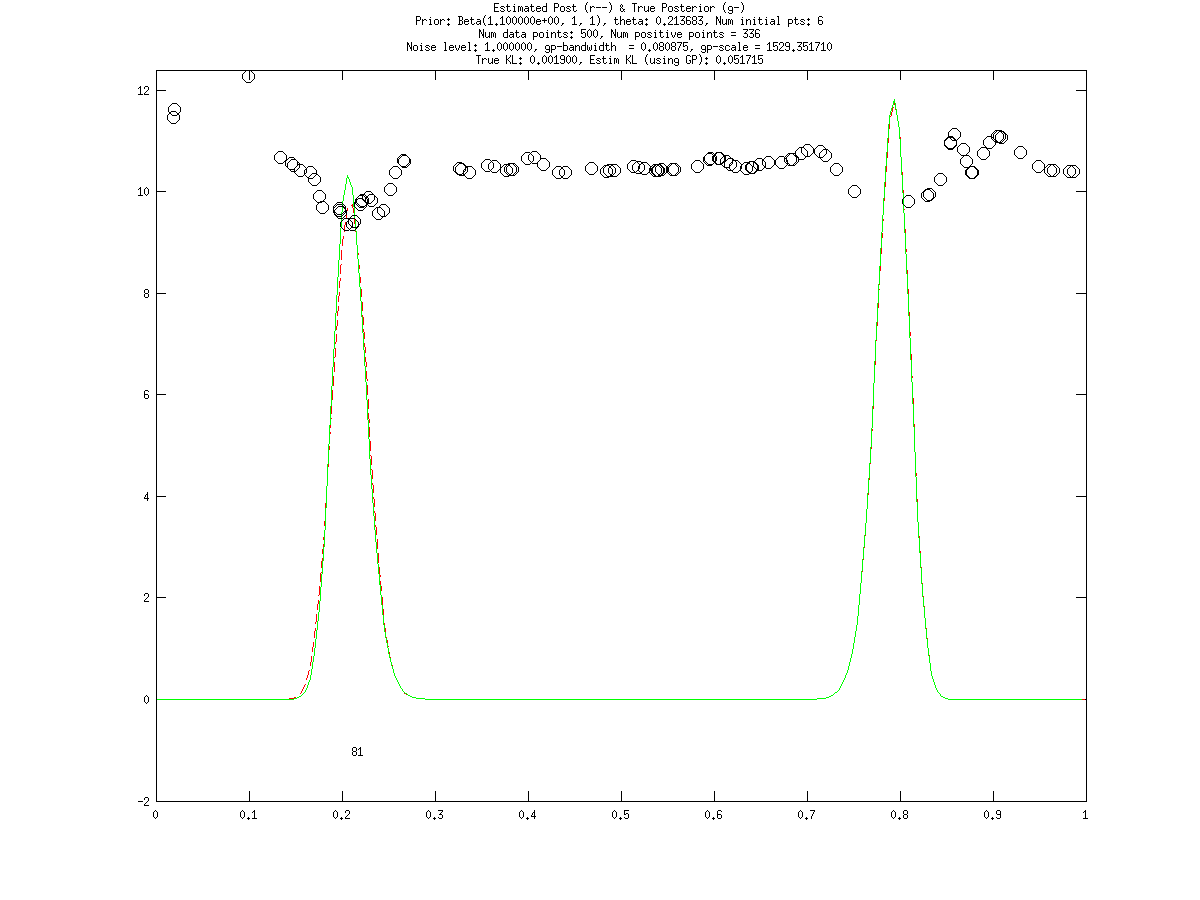 Estimated Post (r--) & True Posterior (g-)
Prior: Beta(1.100000e+00, 1, 1), theta: 0.213683, Num initial pts: 6
Num data points: 500, Num positive points = 336
Noise level: 1.000000, gp-bandwidth  = 0.080875, gp-scale = 1529.351710
True KL: 0.001900, Estim KL (using GP): 0.051715
12
10
8
6
4
2
0
81
-2
0 0.1 0.2 0.3 0.4 0.5 0.6 0.7 0.8 0.9 1